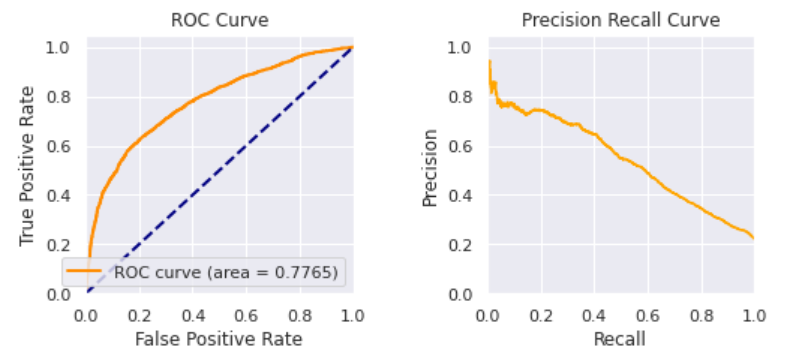 ROC Curve
1.0
0.8
0.6
0.4
0.2
0.0
True Positive Rate
ROC curve (area = 0.7765)
0.0 0.2 0.4 0.6 0.8 1.0
False Positive Rate
Precision Recall Curve
1.0
0.8
0.6
0.4
0.2
0.0
Precision
0.0 0.2 0.4 0.6 0.8 1.0
Recall